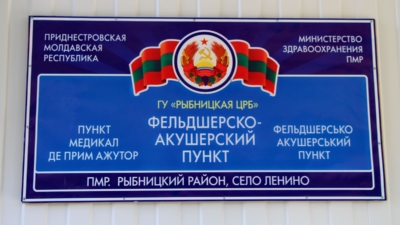 ПРИДНЕСТРОВСКАЯ
МОЛДАВСКАЯ
РЕСПУБЛИКА
МИНИСТЕРСТВО
ЗДРАВООХРАНЕНИЯ
ПМР
ГУ «РЫБНИЦКАЯ ЦРБ»
ПУНКТ
МЕДИКАЛ
ДЕ ПРИМ АЖУТОР
ФЕЛЬДШЕРСКО-
АКУШЕРСКИЙ
ПУНКТ
ФЕЛЬДШЕРСЬКО
АКУШЕРСЬКИЙ
ПУНКТ
ПМР. РЫБНИЦКИЙ РАЙОН, СЕЛО ЛЕНИНО